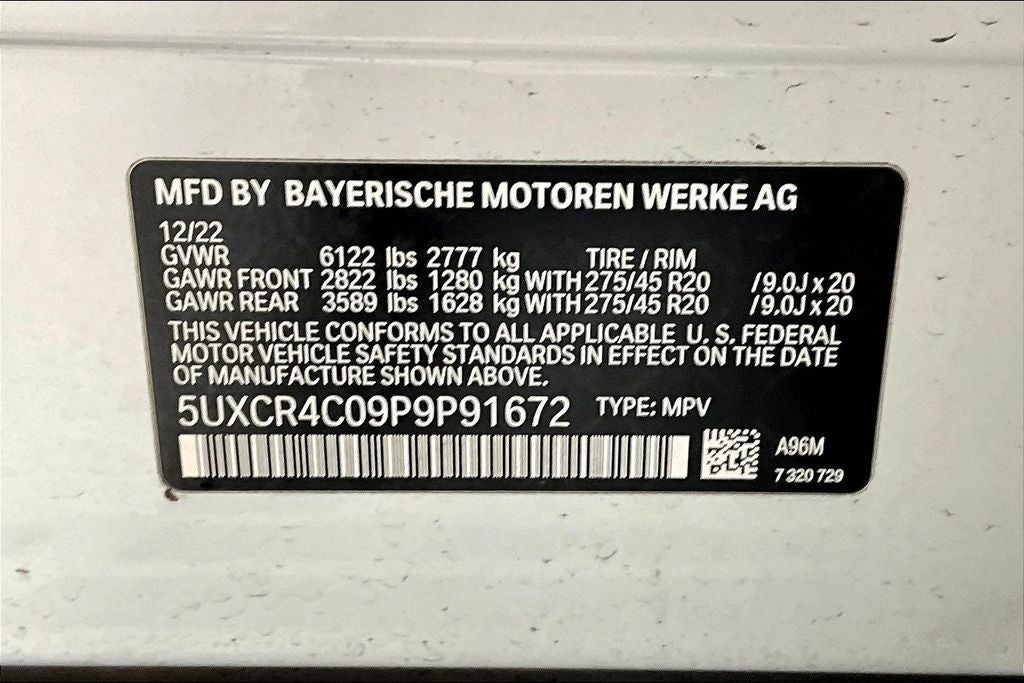 MFD BY BAYERISCHE MOTOREN WERKE AG
12/22
GVWR 6122 lbs 2777 kg TIRE / RIM
GAWR FRONT 2822 lbs 1280 kg WITH 275/45 R20 /9.0J x 20
GAWR REAR 3589 lbs 1628 kg WITH 275/45 R20 /9.0J x 20
THIS VEHICLE CONFORMS TO ALL APPLICABLE U. S. FEDERAL
MOTOR VEHICLE SAFETY STANDARDS IN EFFECT ON THE DATE
OF MANUFACTURE SHOWN ABOVE.
5UXCR4C09P9P91672 TYPE: MPV
A96M
7 320 729